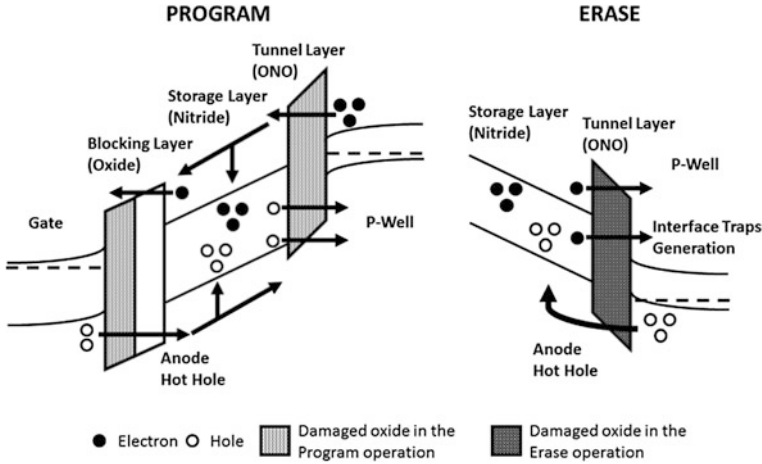 PROGRAM
ERASE
Tunnel Layer
(ONO)
Storage Layer
(Nitride)
Blocking Layer
(Oxide)
Gate
P-Well
Anode
Hot Hole
Storage Layer
(Nitride)
Tunnel Layer
(ONO)
P-Well
Interface Traps
Generation
Anode
Hot Hole
Electron
Hole
Damaged oxide in the
Program operation
Damaged oxide in the
Erase operation